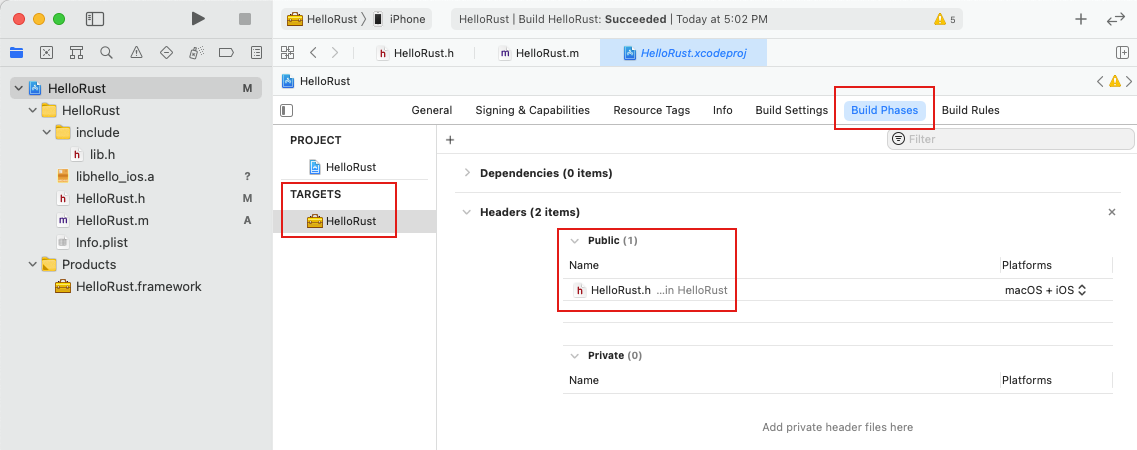 HelloRust
iPhone
HelloRust | Build HelloRust: Succeeded | Today at 5:02 PM
5
HelloRust.h
HelloRust.m
HelloRust.xcodeproj
HelloRust M
HelloRust
include
lib.h
libhello_ios.a ?
HelloRust.h M
HelloRust.m A
Info.plist
Products
HelloRust.framework
HelloRust
General Signing & Capabilities Resource Tags Info Build Settings Build Phases Build Rules
PROJECT
HelloRust
TARGETS
HelloRust
Filter
Dependencies (0 items)
Headers (2 items)
Public (1)
Name Platforms
HelloRust.h ...in HelloRust macOS + iOS
Private (0)
Name Platforms
Add private header files here